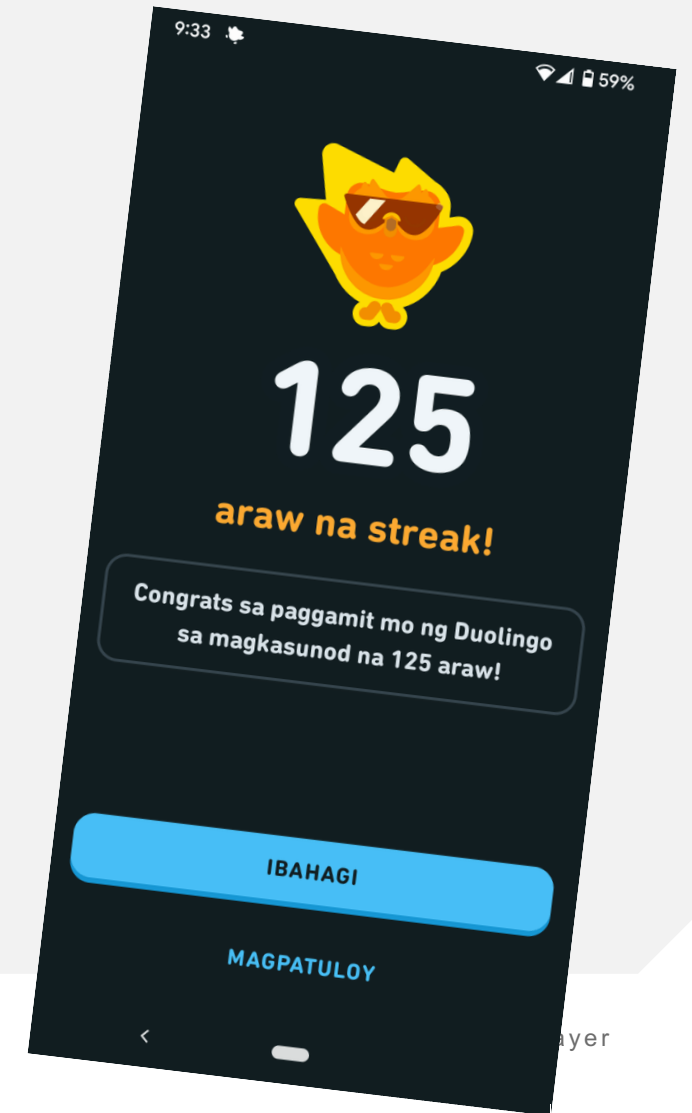 9:33
59%
125
araw na streak!
Congrats sa paggamit mo ng Duolingo
sa magkasunod na 125 araw!
IBAHAGI
MAGPATULOY